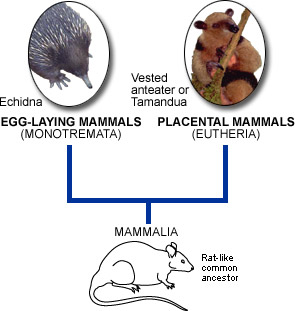 Echidna
Vested
anteater or
Tamandua
EGG-LAYING MAMMALS
(MONOTREMATA)
PLACENTAL MAMMALS
(EUTHERIA)
MAMMALIA
Rat-like
common
ancestor